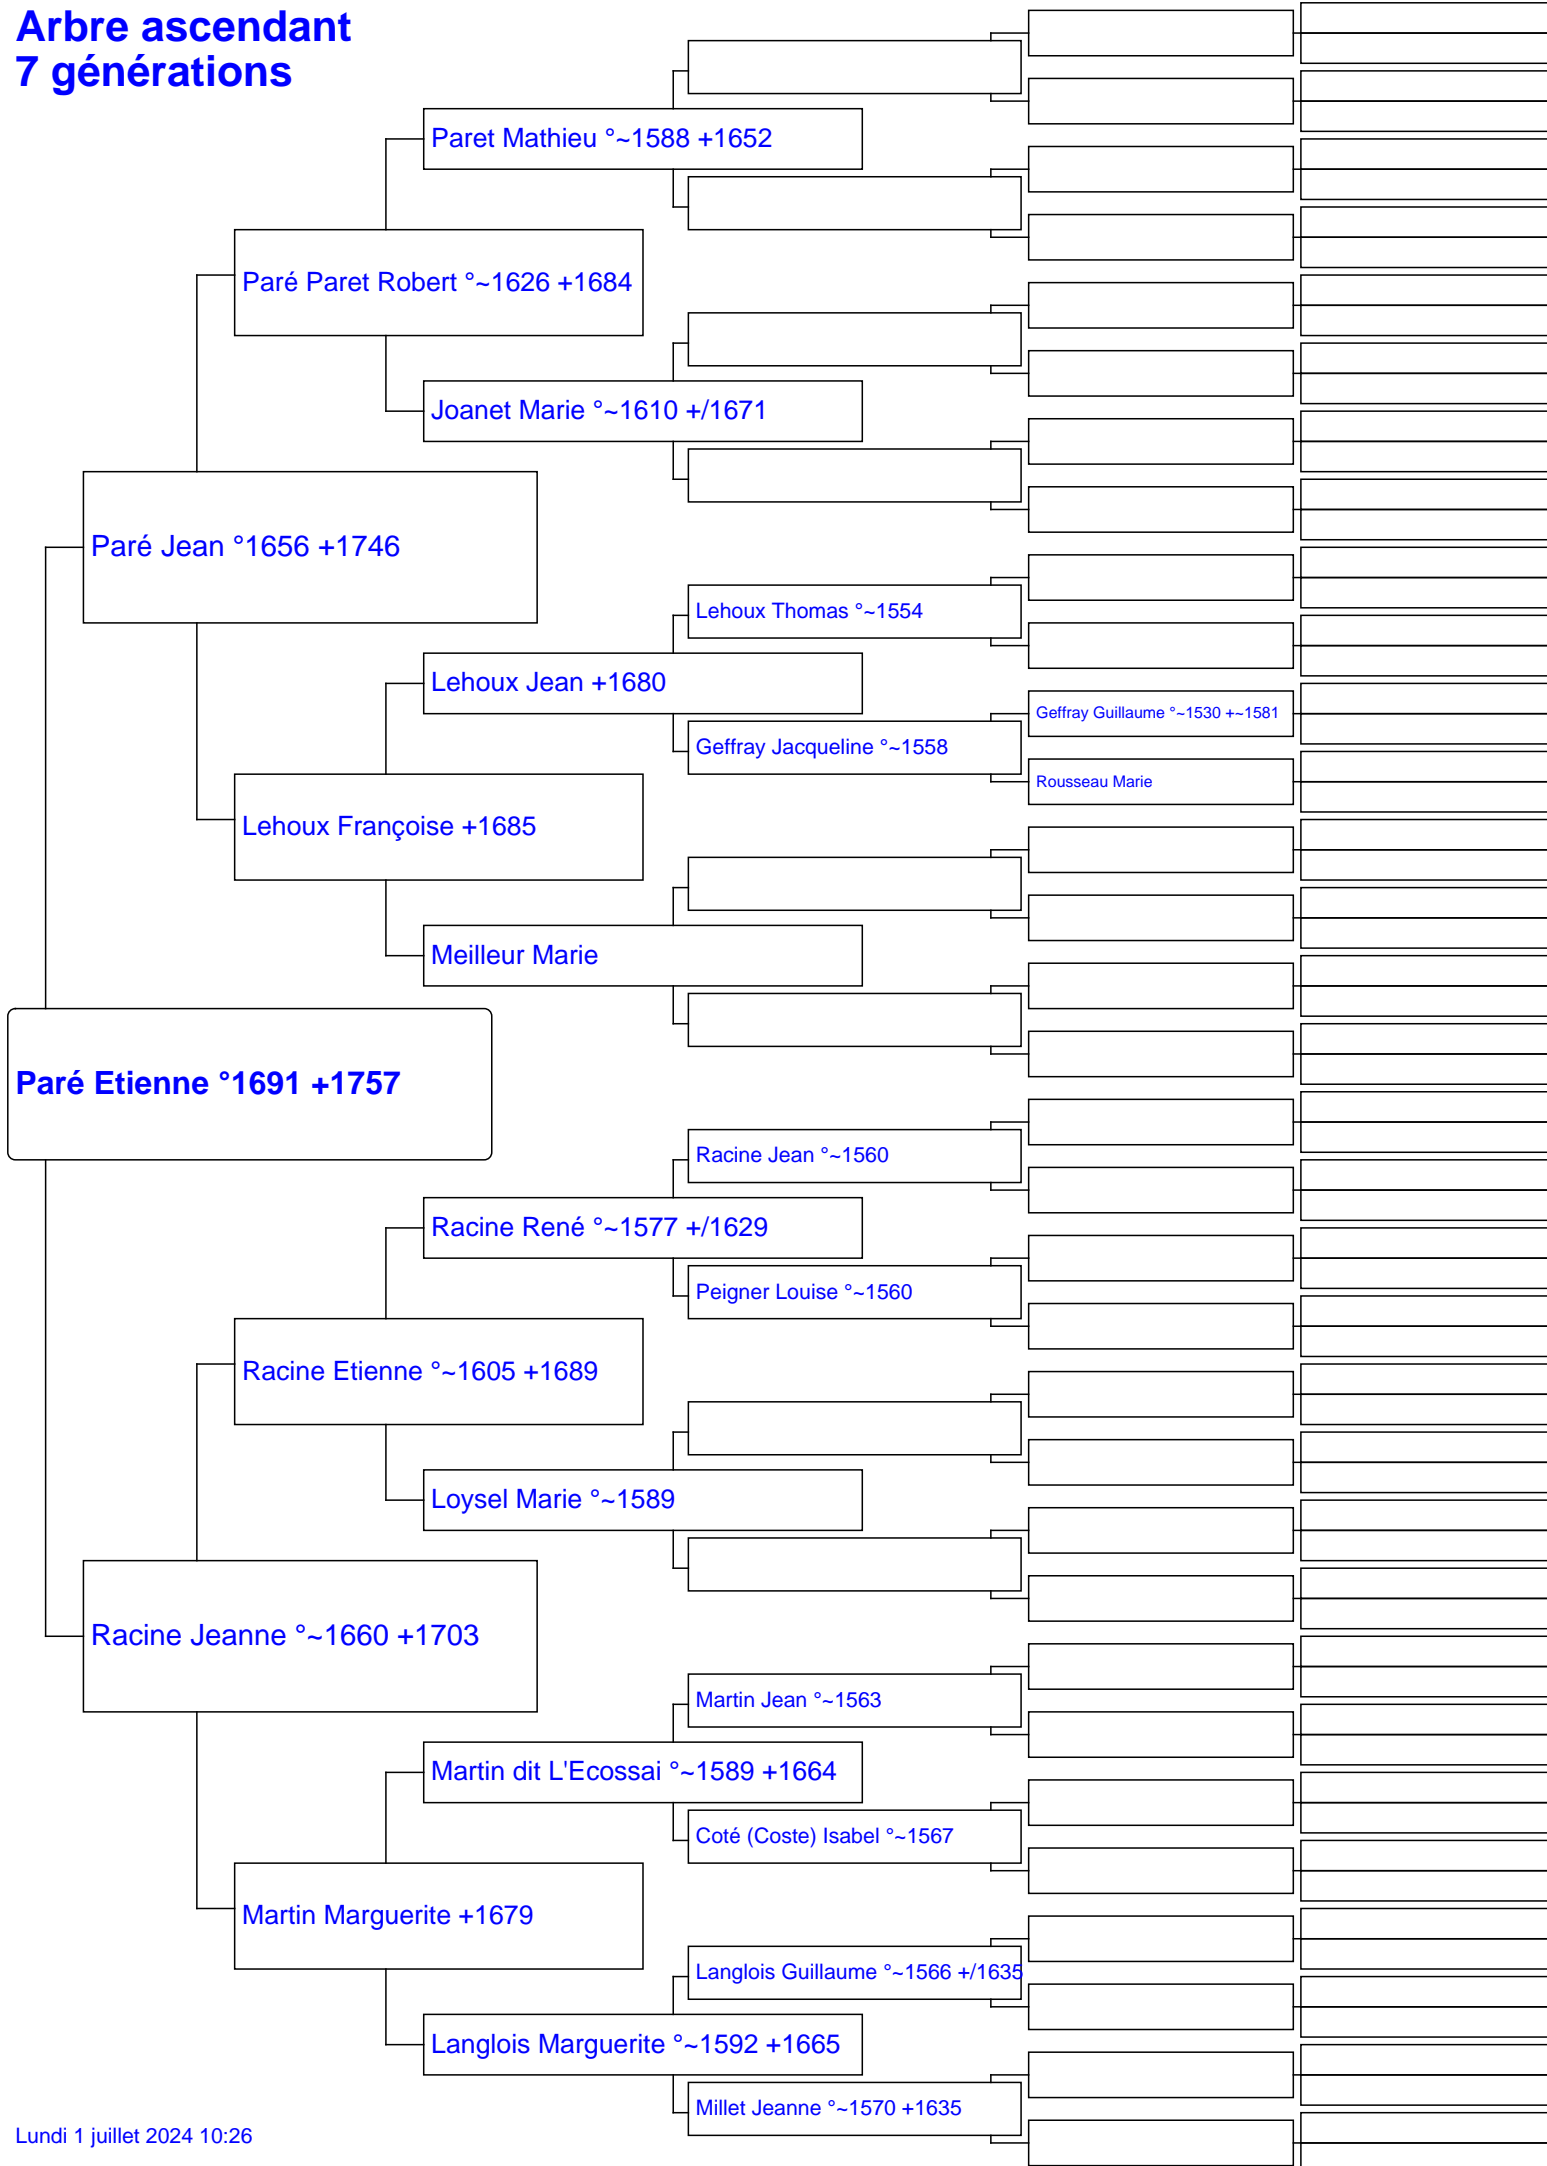 Arbre ascendant
7 générations
Paret Mathieu °~1588 +1652
Paré Paret Robert °~1626 +1684
Joanet Marie °~1610 +/1671
Paré Jean °1656 +1746
Lehoux Thomas °~1554
Lehoux Jean +1680
Geffray Guillaume °~1530 +~1581
Geffray Jacqueline °~1558
Rousseau Marie
Lehoux Françoise +1685
Meilleur Marie
Paré Etienne °1691 +1757
Racine Jean °~1560
Racine René °~1577 +/1629
Peigner Louise °~1560
Racine Etienne °~1605 +1689
Loysel Marie °~1589
Racine Jeanne °~1660 +1703
Martin Jean °~1563
Martin dit L'Ecossai °~1589 +1664
Coté (Coste) Isabel °~1567
Martin Marguerite +1679
Langlois Guillaume °~1566 +/1635
Langlois Marguerite °~1592 +1665
Millet Jeanne °~1570 +1635
Lundi 1 juillet 2024 10:26